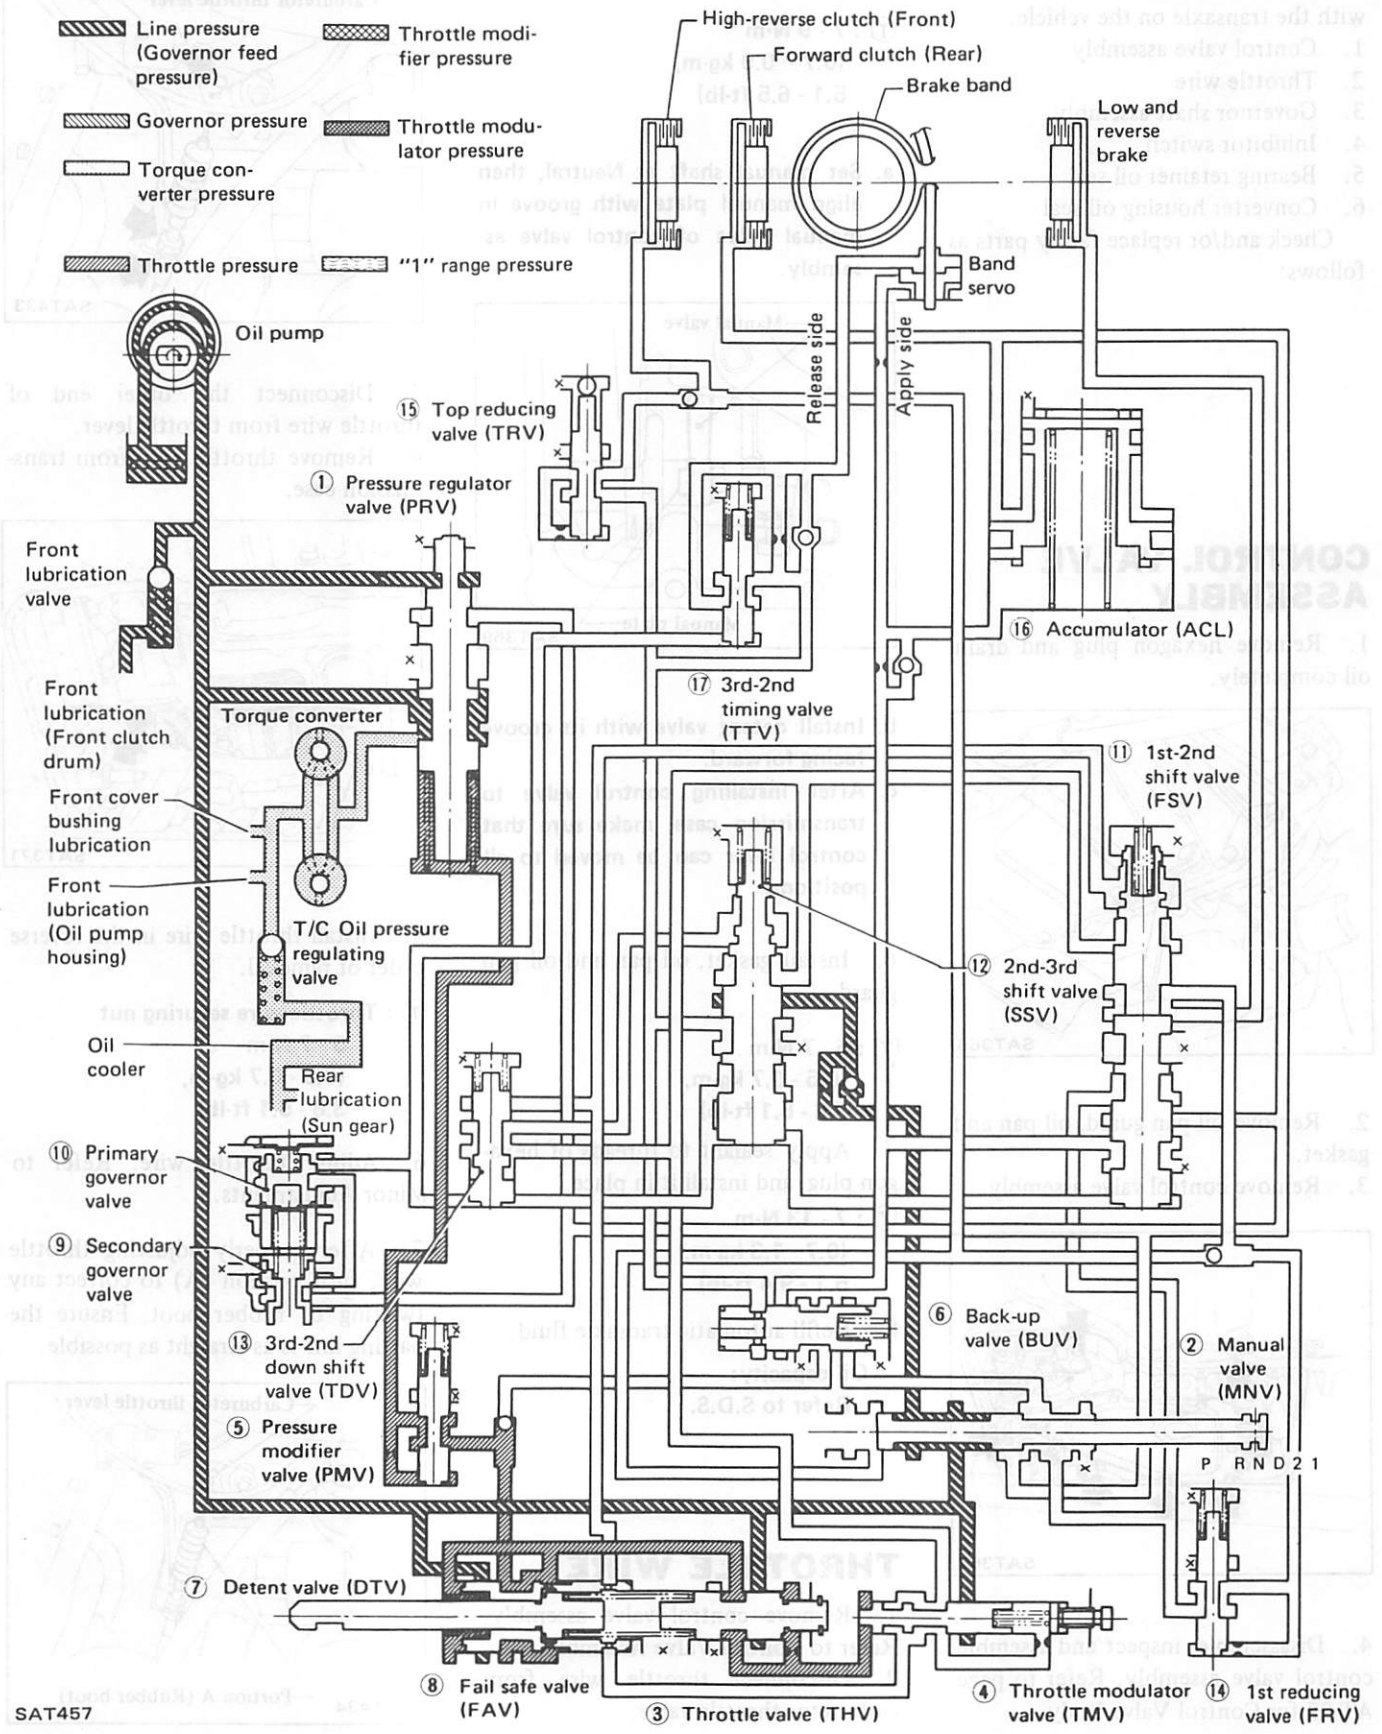 Line pressure
(Governor feed
pressure)
Throttle modi-
fier pressure
Governor pressure
Throttle modu-
lator pressure
Torque con-
verter pressure
Throttle pressure
"1" range pressure
High-reverse clutch (Front)
Forward clutch (Rear)
Brake band
Low and
reverse
brake
Band
servo
Release side
Apply side
Oil pump
⑮ Top reducing
valve (TRV)
① Pressure regulator
valve (PRV)
Front
lubrication
valve
⑯ Accumulator (ACL)
⑰ 3rd-2nd
timing valve
(TTV)
Front
lubrication
(Front clutch
drum)
Torque converter
⑪ 1st-2nd
shift valve
(FSV)
Front cover
bushing
lubrication
Front
lubrication
(Oil pump
housing)
T/C Oil pressure
regulating
valve
⑫ 2nd-3rd
shift valve
(SSV)
Oil
cooler
Rear
lubrication
(Sun gear)
⑩ Primary
governor
valve
⑨ Secondary
governor
valve
⑬ 3rd-2nd
down shift
valve (TDV)
⑥ Back-up
valve (BUV)
② Manual
valve
(MNV)
⑤ Pressure
modifier
valve (PMV)
P R N D 2 1
⑦ Detent valve (DTV)
⑧ Fail safe valve
(FAV)
③ Throttle valve (THV)
④ Throttle modulator
valve (TMV)
⑭ 1st reducing
valve (FRV)
SAT457